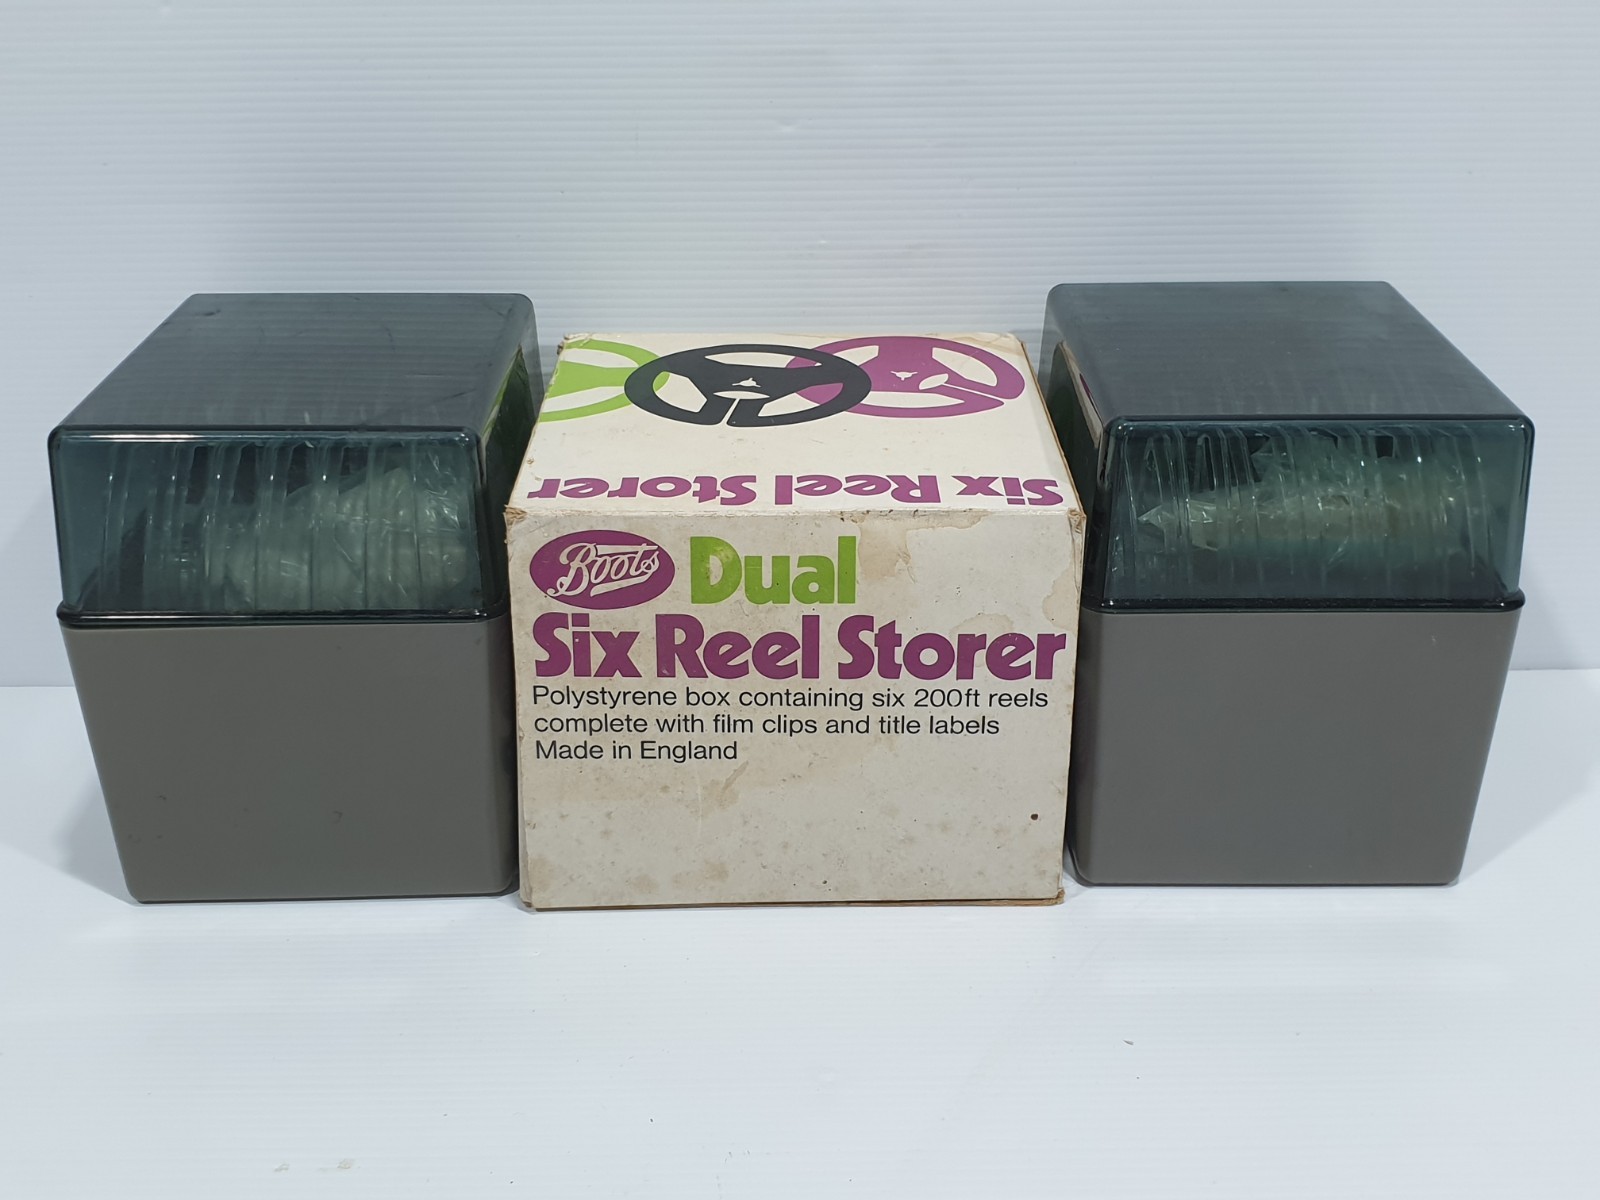 Six Reel Storer
Boots Dual
Six Reel Storer
Polystyrene box containing six 200ft reels
complete with film clips and title labels
Made in England